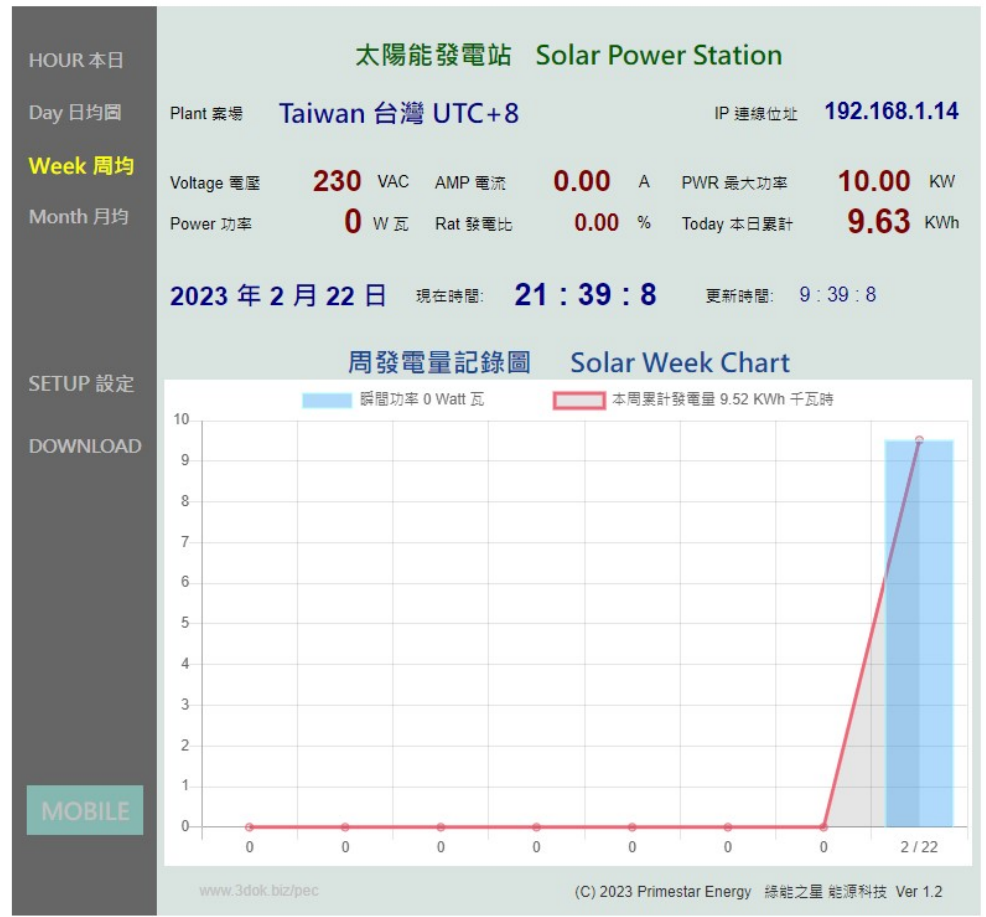 HOUR 本日
Day 日均圖
Week 周均
Month 月均
SETUP 設定
DOWNLOAD
MOBILE
太陽能發電站 Solar Power Station
Plant 案場 Taiwan 台灣 UTC+8 IP 連線位址 192.168.1.14
Voltage 電壓 230 VAC AMP 電流 0.00 A PWR 最大功率 10.00 KW
Power 功率 0 W 瓦 Rat 發電比 0.00 % Today 本日累計 9.63 KWh
2023 年 2 月 22 日 現在時間: 21 : 39 : 8 更新時間: 9 : 39 : 8
周發電量記錄圖 Solar Week Chart
瞬間功率 0 Watt 瓦 本周累計發電量 9.52 KWh 千瓦時
10
9
8
7
6
5
4
3
2
1
0
0 0 0 0 0 0 0 2 / 22
www.3dok.biz/pec (C) 2023 Primestar Energy 綠能之星 能源科技 Ver 1.2